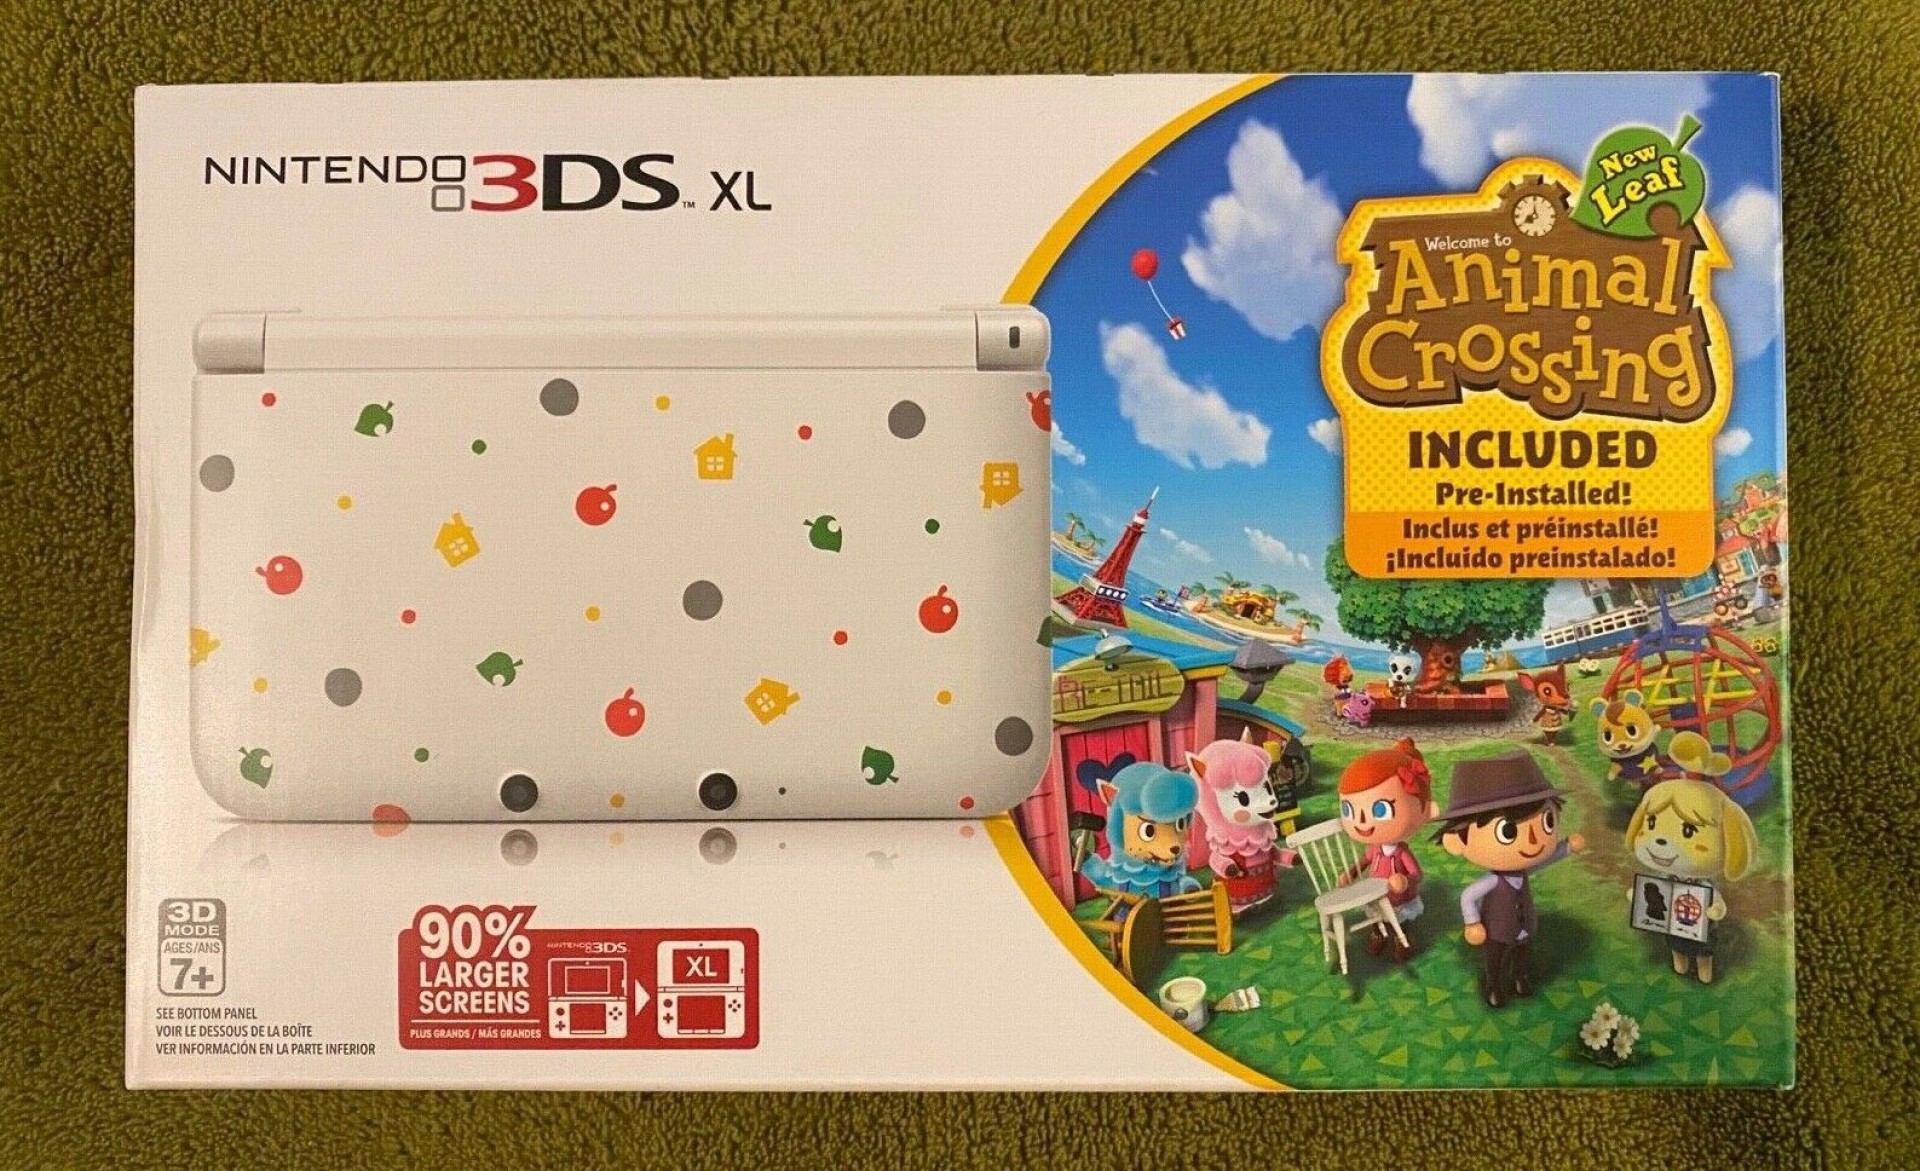 NINTENDO 3DS™ XL
New
Leaf
Welcome to
Animal
Crossing
INCLUDED
Pre-Installed!
Inclus et préinstallé!
¡Incluido preinstalado!
RE-TAIL
3D
MODE
AGES/ANS
7+
SEE BOTTOM PANEL
VOIR LE DESSOUS DE LA BOÎTE
VER INFORMACIÓN EN LA PARTE INFERIOR
90%
LARGER
SCREENS
PLUS GRANDS / MÁS GRANDES
NINTENDO 3DS
XL